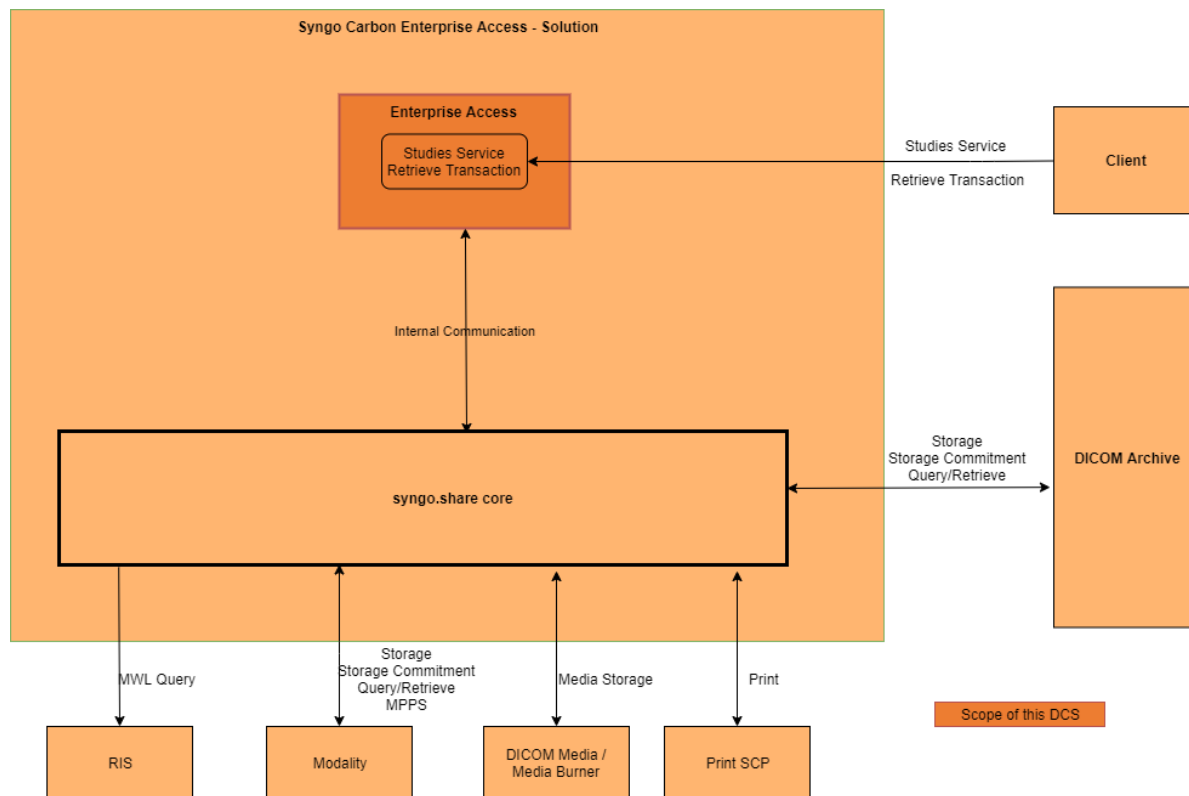 Syngo Carbon Enterprise Access - Solution
Enterprise Access
Studies Service
Retrieve Transaction
Studies Service
Retrieve Transaction
Client
Internal Communication
syngo.share core
Storage
Storage Commitment
Query/Retrieve
DICOM Archive
MWL Query
Storage
Storage Commitment
Query/Retrieve
MPPS
Media Storage
Print
Scope of this DCS
RIS
Modality
DICOM Media /
Media Burner
Print SCP